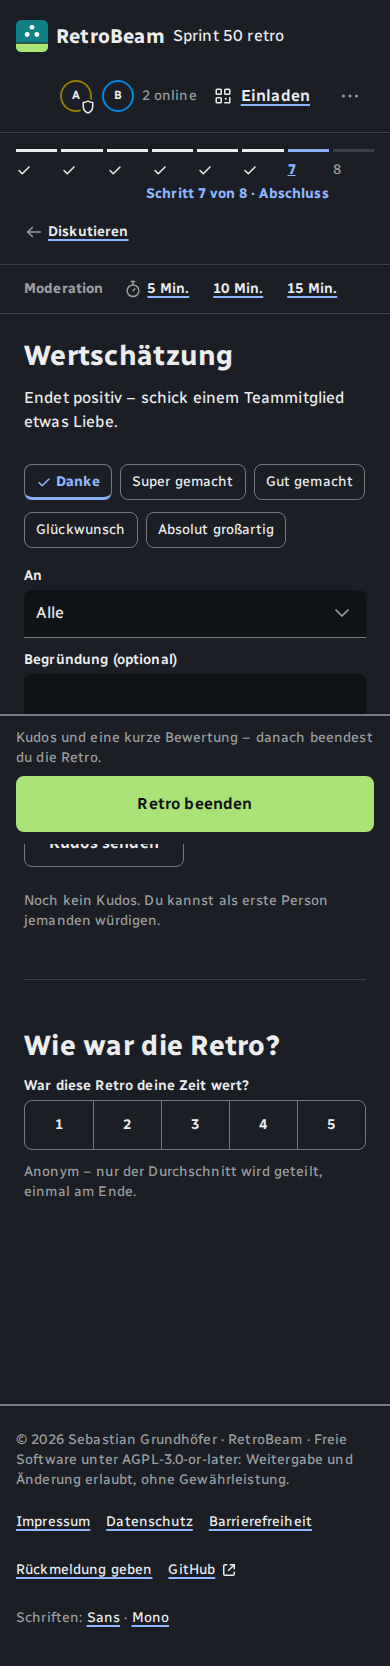 RetroBeam Sprint 50 retro
A B 2 online Einladen
7 8
Schritt 7 von 8 · Abschluss
Diskutieren
Moderation 5 Min. 10 Min. 15 Min.
Wertschätzung
Endet positiv – schick einem Teammitglied
etwas Liebe.
Danke Super gemacht Gut gemacht
Glückwunsch Absolut großartig
An
Alle
Begründung (optional)
Kudos und eine kurze Bewertung – danach beendest
du die Retro.
Retro beenden
Kudos senden
Noch kein Kudos. Du kannst als erste Person
jemanden würdigen.
Wie war die Retro?
War diese Retro deine Zeit wert?
1 2 3 4 5
Anonym – nur der Durchschnitt wird geteilt,
einmal am Ende.
© 2026 Sebastian Grundhöfer · RetroBeam · Freie
Software unter AGPL-3.0-or-later: Weitergabe und
Änderung erlaubt, ohne Gewährleistung.
Impressum Datenschutz Barrierefreiheit
Rückmeldung geben GitHub
Schriften: Sans · Mono